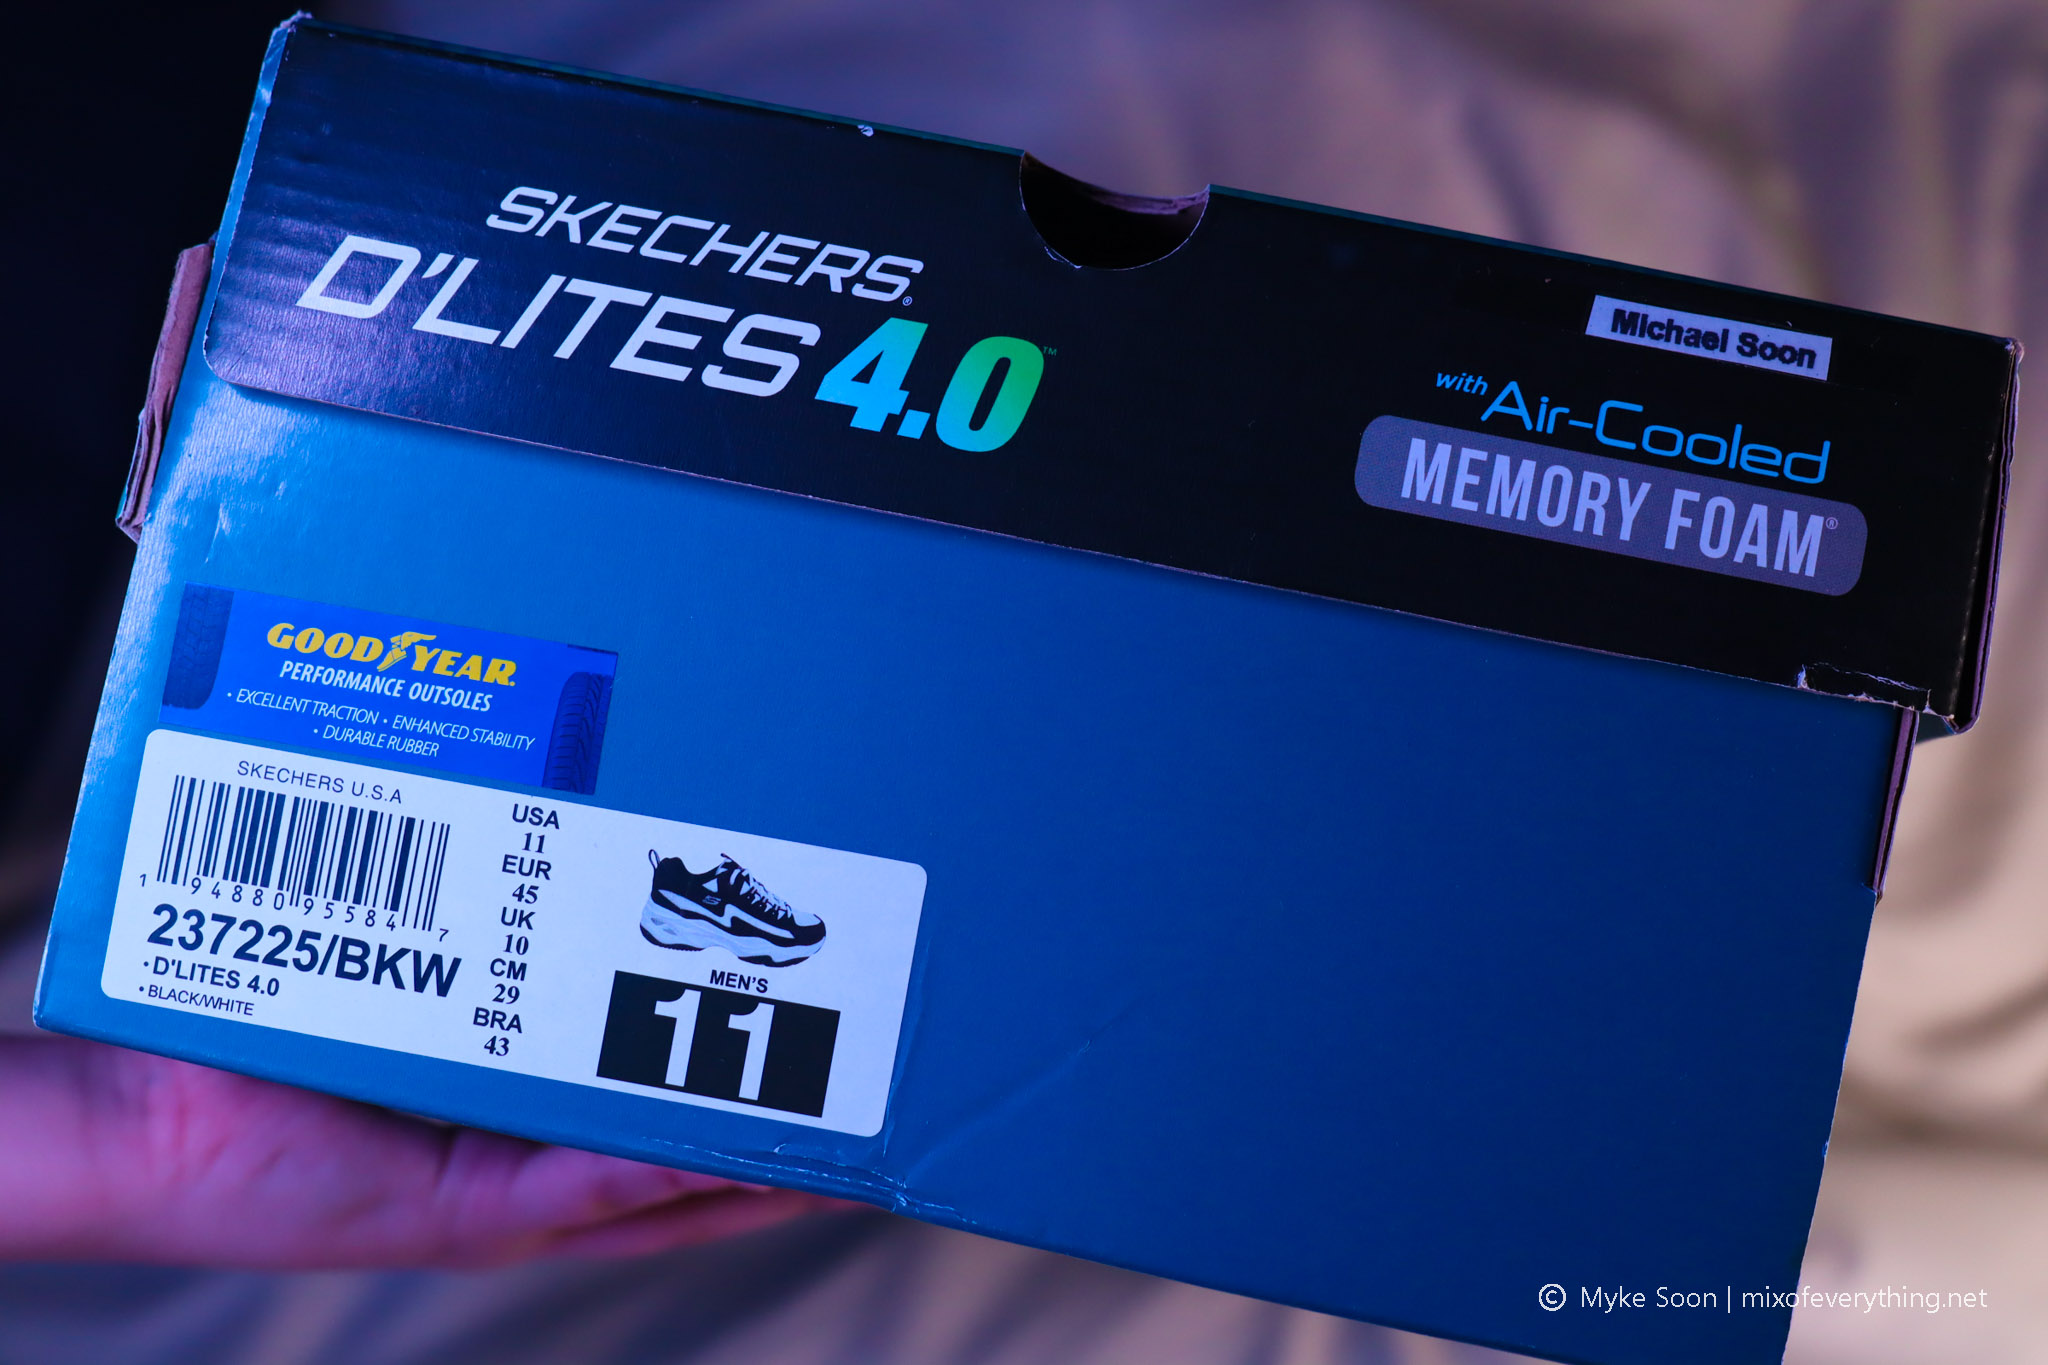 SKECHERS®
D'LITES 4.0™
Michael Soon
with Air-Cooled
MEMORY FOAM®
GOODYEAR
PERFORMANCE OUTSOLES
• EXCELLENT TRACTION • ENHANCED STABILITY
• DURABLE RUBBER
SKECHERS U.S.A
1 94880 95584 7
237225/BKW
• D'LITES 4.0
• BLACK/WHITE
USA
11
EUR
45
UK
10
CM
29
BRA
43
MEN'S
11
© Myke Soon | mixofeverything.net